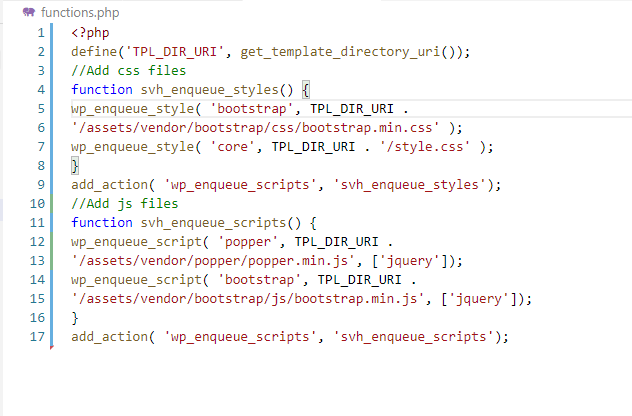 functions.php
1 <?php
2 define('TPL_DIR_URI', get_template_directory_uri());
3 //Add css files
4 function svh_enqueue_styles() {
5 wp_enqueue_style( 'bootstrap', TPL_DIR_URI .
6 '/assets/vendor/bootstrap/css/bootstrap.min.css' );
7 wp_enqueue_style( 'core', TPL_DIR_URI . '/style.css' );
8 }
9 add_action( 'wp_enqueue_scripts', 'svh_enqueue_styles');
10 //Add js files
11 function svh_enqueue_scripts() {
12 wp_enqueue_script( 'popper', TPL_DIR_URI .
13 '/assets/vendor/popper/popper.min.js', ['jquery']);
14 wp_enqueue_script( 'bootstrap', TPL_DIR_URI .
15 '/assets/vendor/bootstrap/js/bootstrap.min.js', ['jquery']);
16 }
17 add_action( 'wp_enqueue_scripts', 'svh_enqueue_scripts');